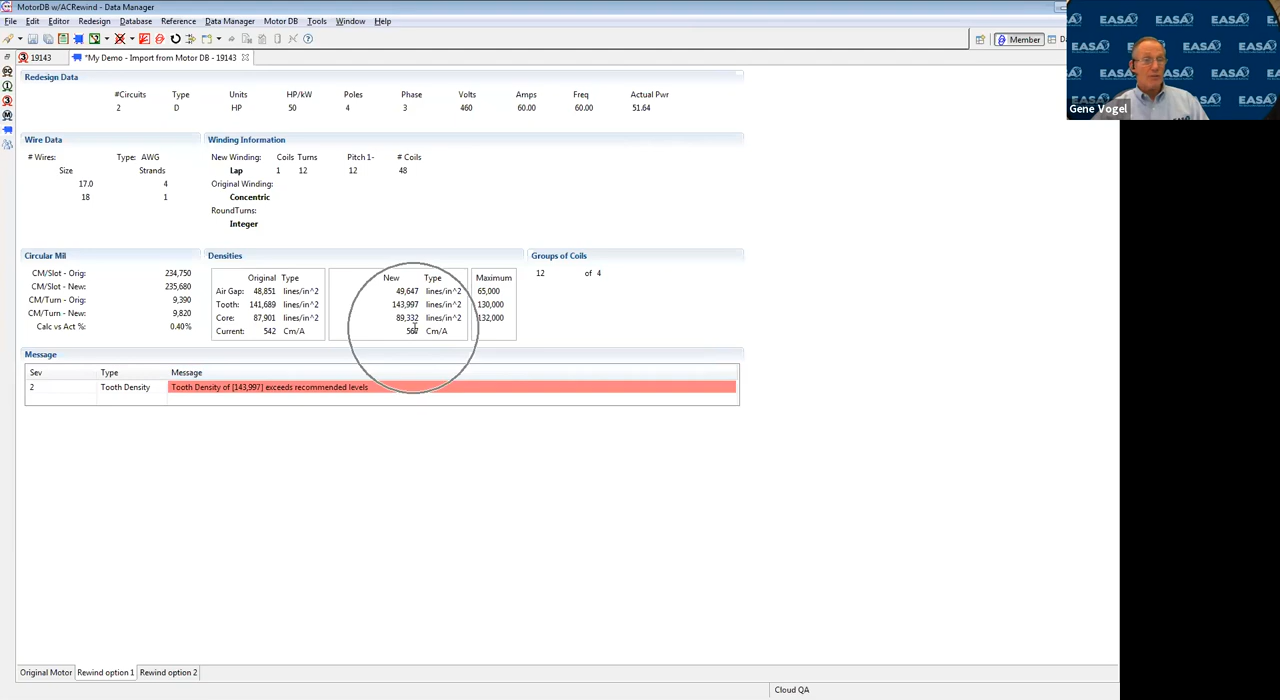 MotorDB w/ACRewind - Data Manager
File Edit Editor Redesign Database Reference Data Manager Motor DB Tools Window Help
Member
19143 *My Demo - Import from Motor DB - 19143
Redesign Data
#Circuits Type Units HP/kW Poles Phase Volts Amps Freq Actual Pwr
2 D HP 50 4 3 460 60.00 60.00 51.64
Wire Data
# Wires: Type: AWG
Size Strands
17.0 4
18 1
Winding Information
New Winding: Coils Turns Pitch 1- # Coils
Lap 1 12 12 48
Original Winding:
Concentric
RoundTurns:
Integer
Circular Mil
CM/Slot - Orig: 234,750
CM/Slot - New: 235,680
CM/Turn - Orig: 9,390
CM/Turn - New: 9,820
Calc vs Act %: 0.40%
Densities
Original Type New Type Maximum
Air Gap: 48,851 lines/in^2 49,647 lines/in^2 65,000
Tooth: 141,689 lines/in^2 143,997 lines/in^2 130,000
Core: 87,901 lines/in^2 89,332 lines/in^2 132,000
Current: 542 Cm/A 567 Cm/A
Groups of Coils
12 of 4
Message
Sev Type Message
2 Tooth Density Tooth Density of [143,997] exceeds recommended levels
Original Motor Rewind option 1 Rewind option 2
Cloud QA
EASA EASA EASA
EASA EASA
EASA EASA
EASA
Gene Vogel